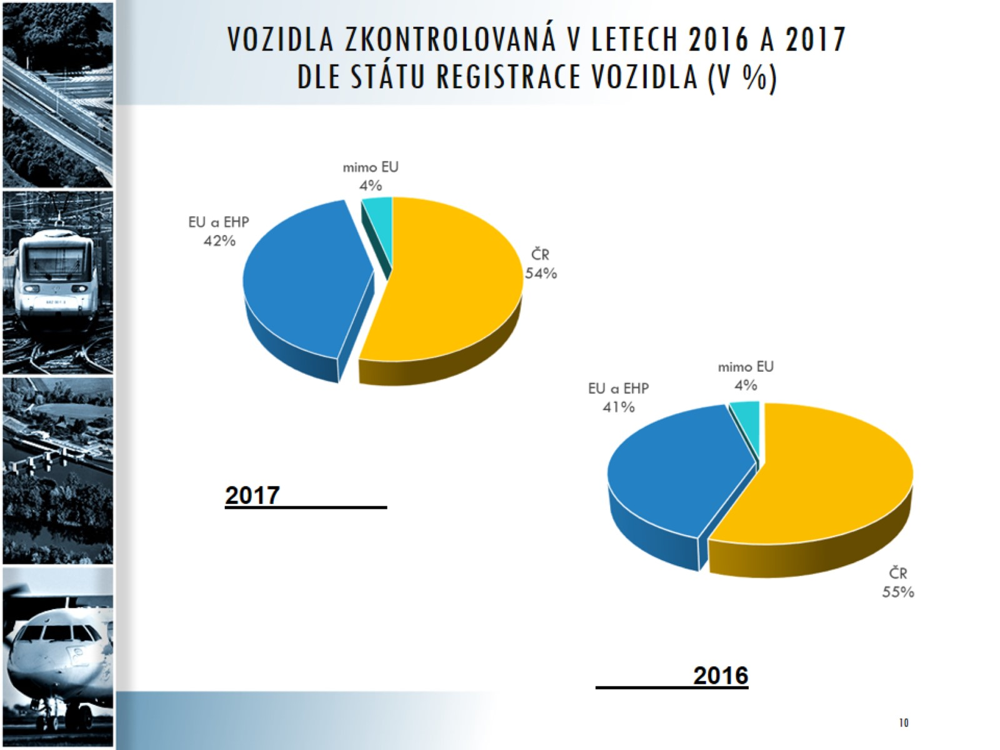 VOZIDLA ZKONTROLOVANÁ V LETECH 2016 A 2017
DLE STÁTU REGISTRACE VOZIDLA (V %)
mimo EU
4%
EU a EHP
42%
ČR
54%
2017
mimo EU
4%
EU a EHP
41%
ČR
55%
2016
10